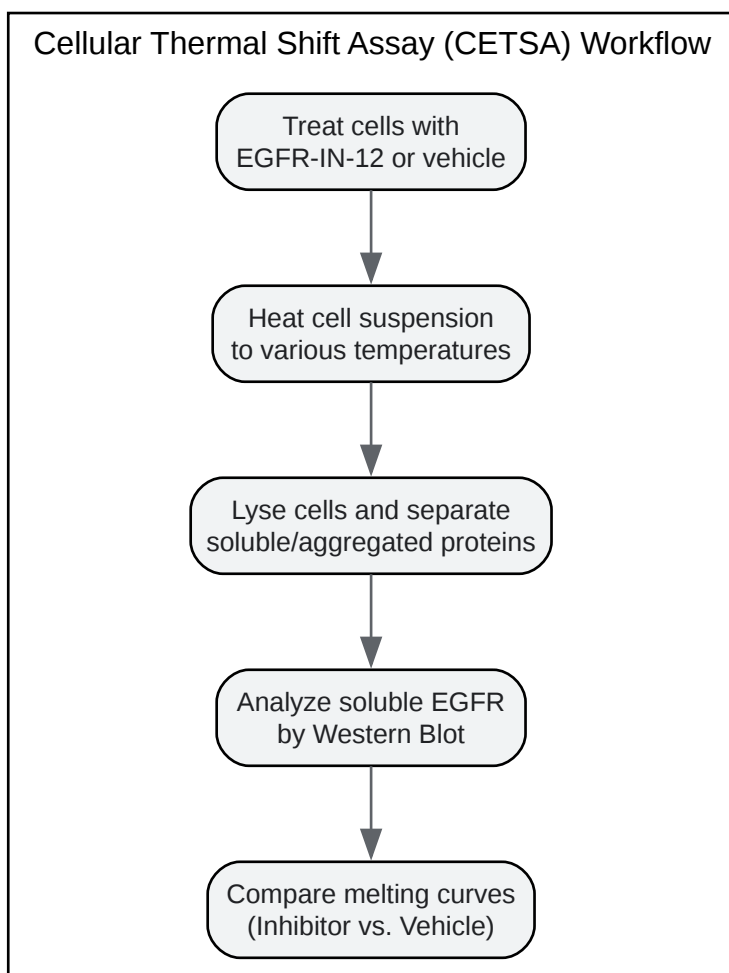 Cellular Thermal Shift Assay (CETSA) Workflow
Treat cells with
EGFR-IN-12 or vehicle
Heat cell suspension
to various temperatures
Lyse cells and separate
soluble/aggregated proteins
Analyze soluble EGFR
by Western Blot
Compare melting curves
(Inhibitor vs. Vehicle)